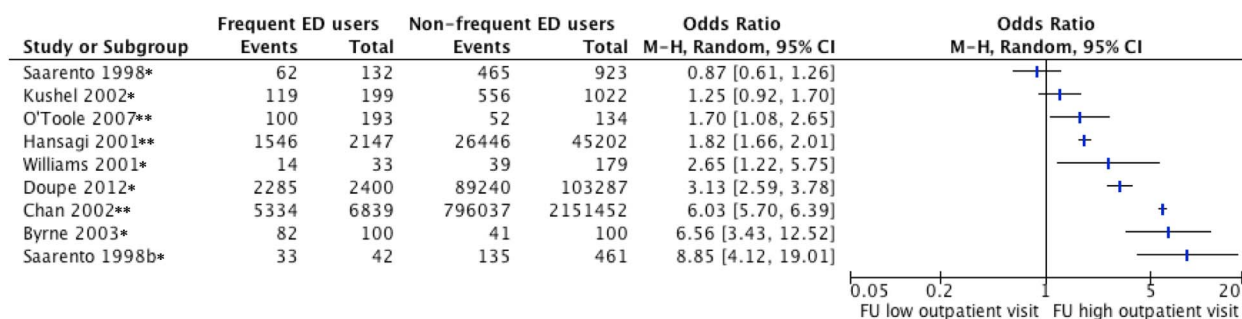 Frequent ED users Non-frequent ED users Odds Ratio Odds Ratio
Study or Subgroup Events Total Events Total M-H, Random, 95% CI M-H, Random, 95% CI
Saarento 1998* 62 132 465 923 0.87 [0.61, 1.26]
Kushel 2002* 119 199 556 1022 1.25 [0.92, 1.70]
O'Toole 2007** 100 193 52 134 1.70 [1.08, 2.65]
Hansagi 2001** 1546 2147 26446 45202 1.82 [1.66, 2.01]
Williams 2001* 14 33 39 179 2.65 [1.22, 5.75]
Doupe 2012* 2285 2400 89240 103287 3.13 [2.59, 3.78]
Chan 2002** 5334 6839 796037 2151452 6.03 [5.70, 6.39]
Byrne 2003* 82 100 41 100 6.56 [3.43, 12.52]
Saarento 1998b* 33 42 135 461 8.85 [4.12, 19.01]
0.05 0.2 1 5 20
FU low outpatient visit FU high outpatient visit